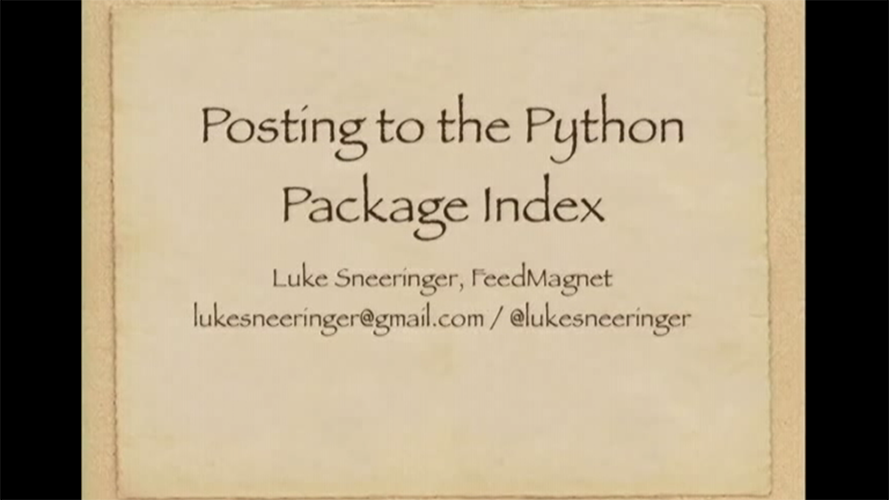 Posting to the Python
Package Index
Luke Sneeringer, FeedMagnet
lukesneeringer@gmail.com / @lukesneeringer